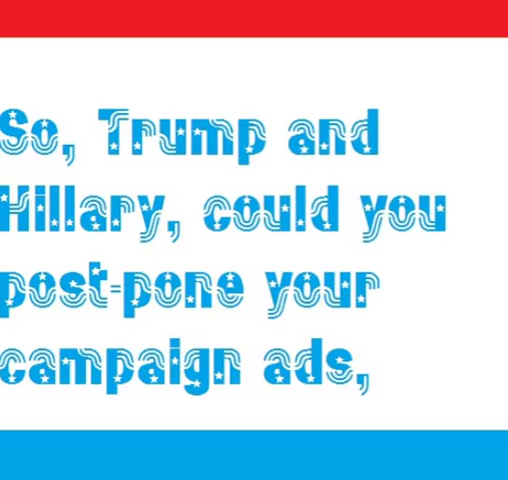 So, Trump and
Hillary, could you
post-pone your
campaign ads,